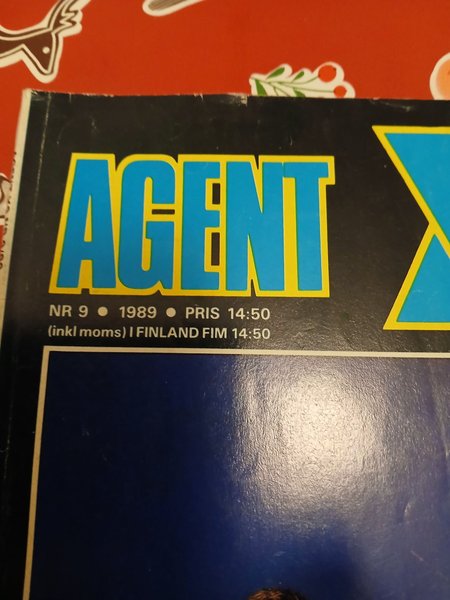 AGENT X
NR 9 • 1989 • PRIS 14:50
(inkl moms) I FINLAND FIM 14:50